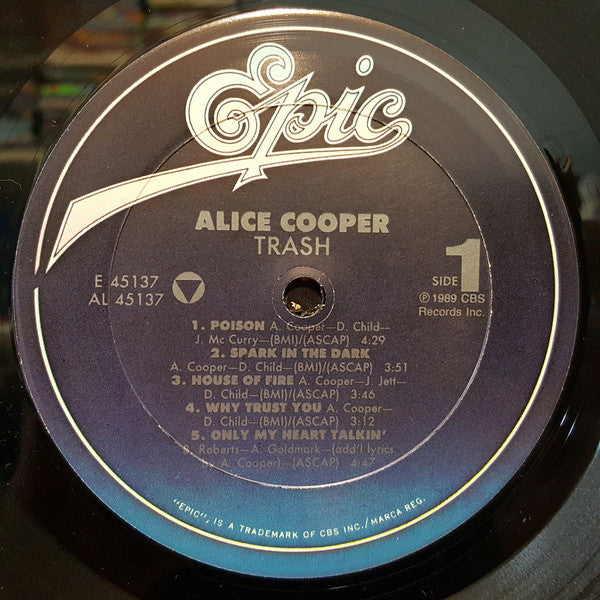 Epic
ALICE COOPER
TRASH
E 45137
AL 45137
SIDE 1
℗ 1989 CBS
Records Inc.
1. POISON A. Cooper—D. Child—
J. Mc Curry—(BMI)/(ASCAP) 4:29
2. SPARK IN THE DARK
A. Cooper—D. Child—(BMI)/(ASCAP) 3:51
3. HOUSE OF FIRE A. Cooper—J. Jett—
D. Child—(BMI)/(ASCAP) 3:46
4. WHY TRUST YOU A. Cooper—
D. Child—(BMI)/(ASCAP) 3:12
5. ONLY MY HEART TALKIN'
B. Roberts—A. Goldmark—(add'l lyrics
by A. Cooper)—(ASCAP) 4:47
"EPIC", IS A TRADEMARK OF CBS INC./MARCA REG.